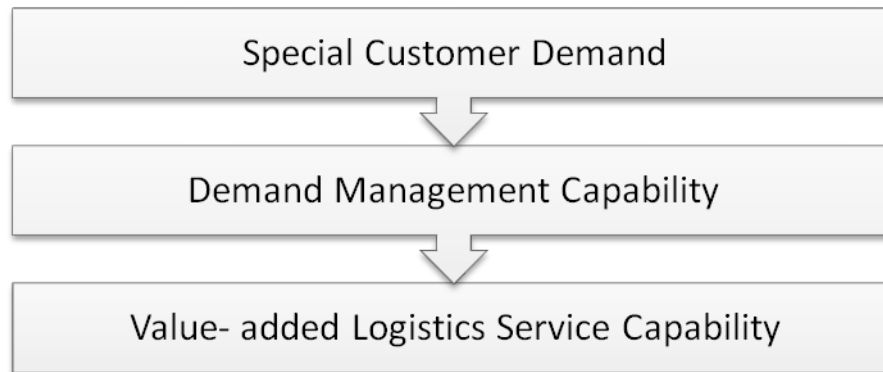 Special Customer Demand
Demand Management Capability
Value- added Logistics Service Capability